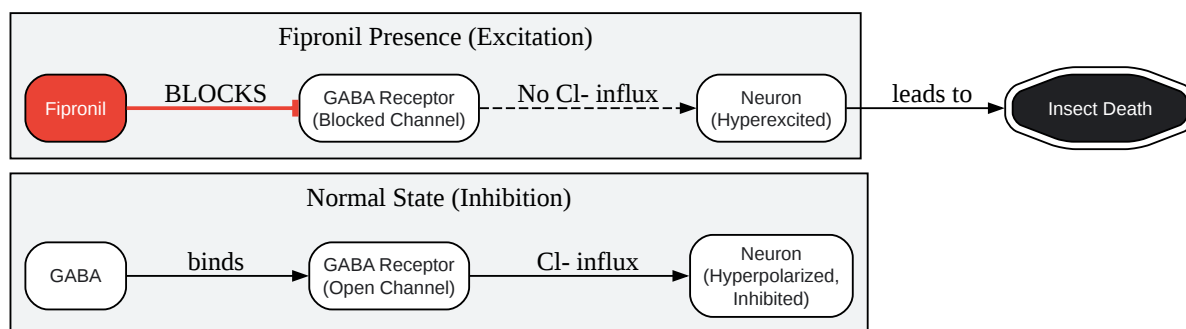 Fipronil Presence (Excitation)
Fipronil
BLOCKS
GABA Receptor
(Blocked Channel)
No Cl- influx
Neuron
(Hyperexcited)
leads to
Insect Death
Normal State (Inhibition)
GABA
binds
GABA Receptor
(Open Channel)
Cl- influx
Neuron
(Hyperpolarized,
Inhibited)